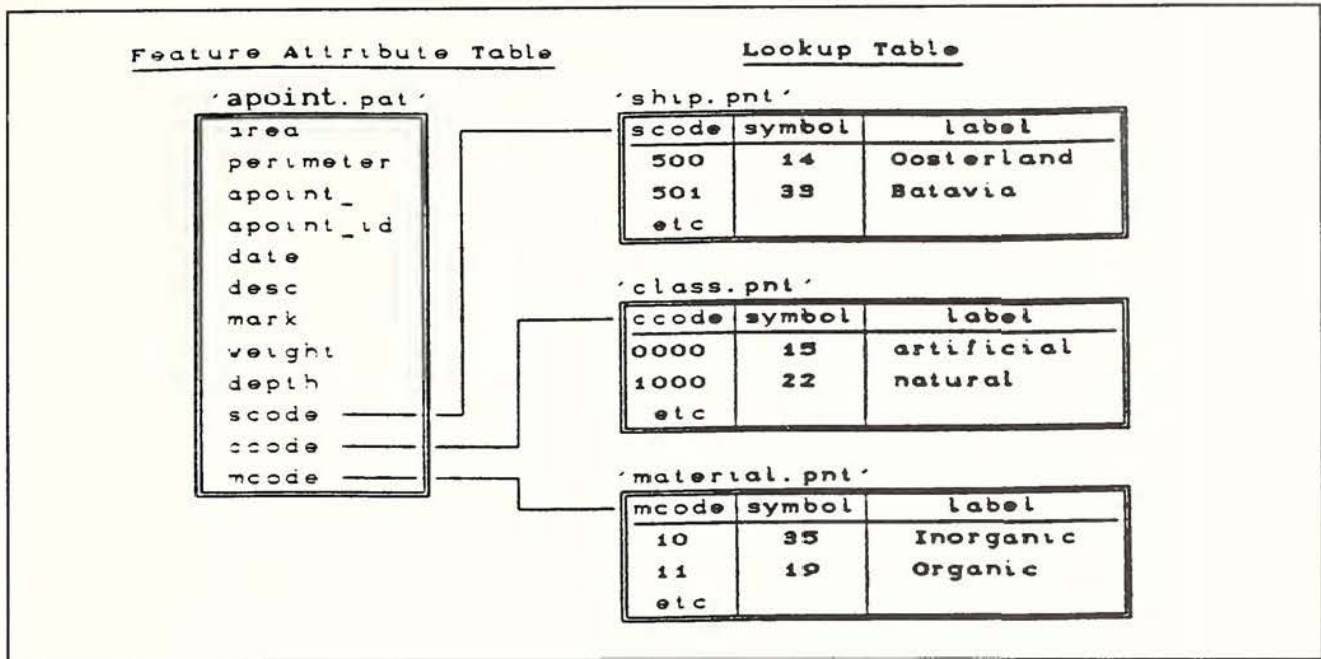 Feature Attribute Table
'apoint.pat'
area
perimeter
apoint_
apoint_id
date
desc
mark
weight
depth
scode
ccode
mcode
Lookup Table
'ship.pnt'
scode symbol label
500 14 Oosterland
501 33 Batavia
etc
'class.pnt'
ccode symbol label
0000 15 artificial
1000 22 natural
etc
'material.pnt'
mcode symbol label
10 35 Inorganic
11 19 Organic
etc